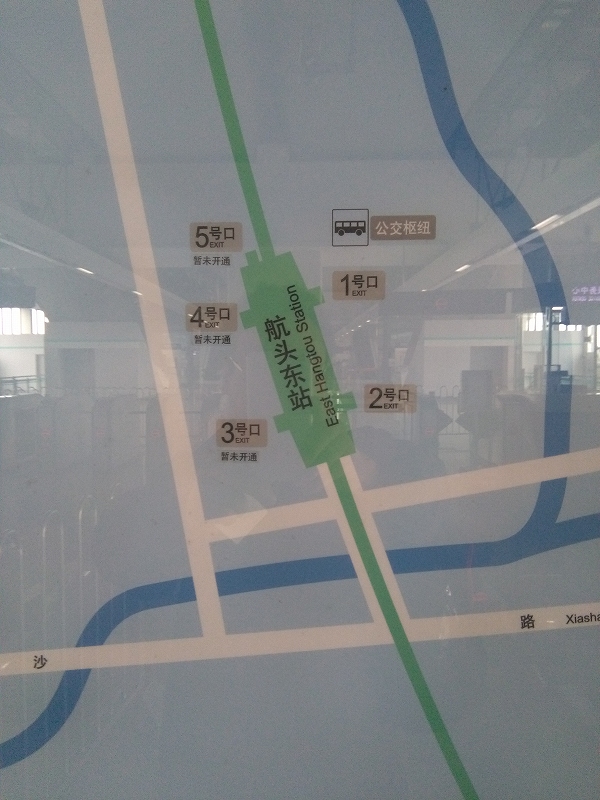 公交枢纽
5号口
EXIT
暂未开通
1号口
EXIT
4号口
EXIT
暂未开通
航头东站
East Hangtou Station
2号口
EXIT
3号口
EXIT
暂未开通
路
Xiasha
沙